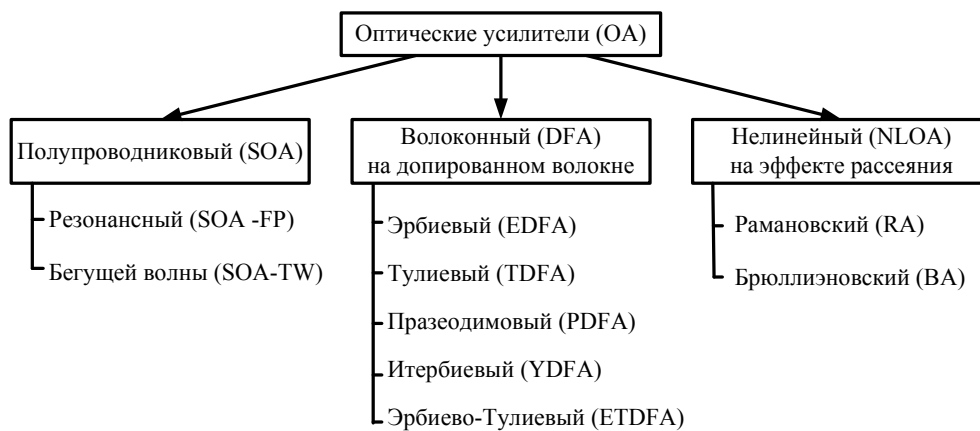 Оптические усилители (OA)
Полупроводниковый (SOA)
Резонансный (SOA -FP)
Бегущей волны (SOA-TW)
Волоконный (DFA)
на допированном волокне
Эрбиевый (EDFA)
Тулиевый (TDFA)
Празеодимовый (PDFA)
Итербиевый (YDFA)
Эрбиево-Тулиевый (ETDFA)
Нелинейный (NLOA)
на эффекте рассеяния
Рамановский (RA)
Брюллиэновский (BA)